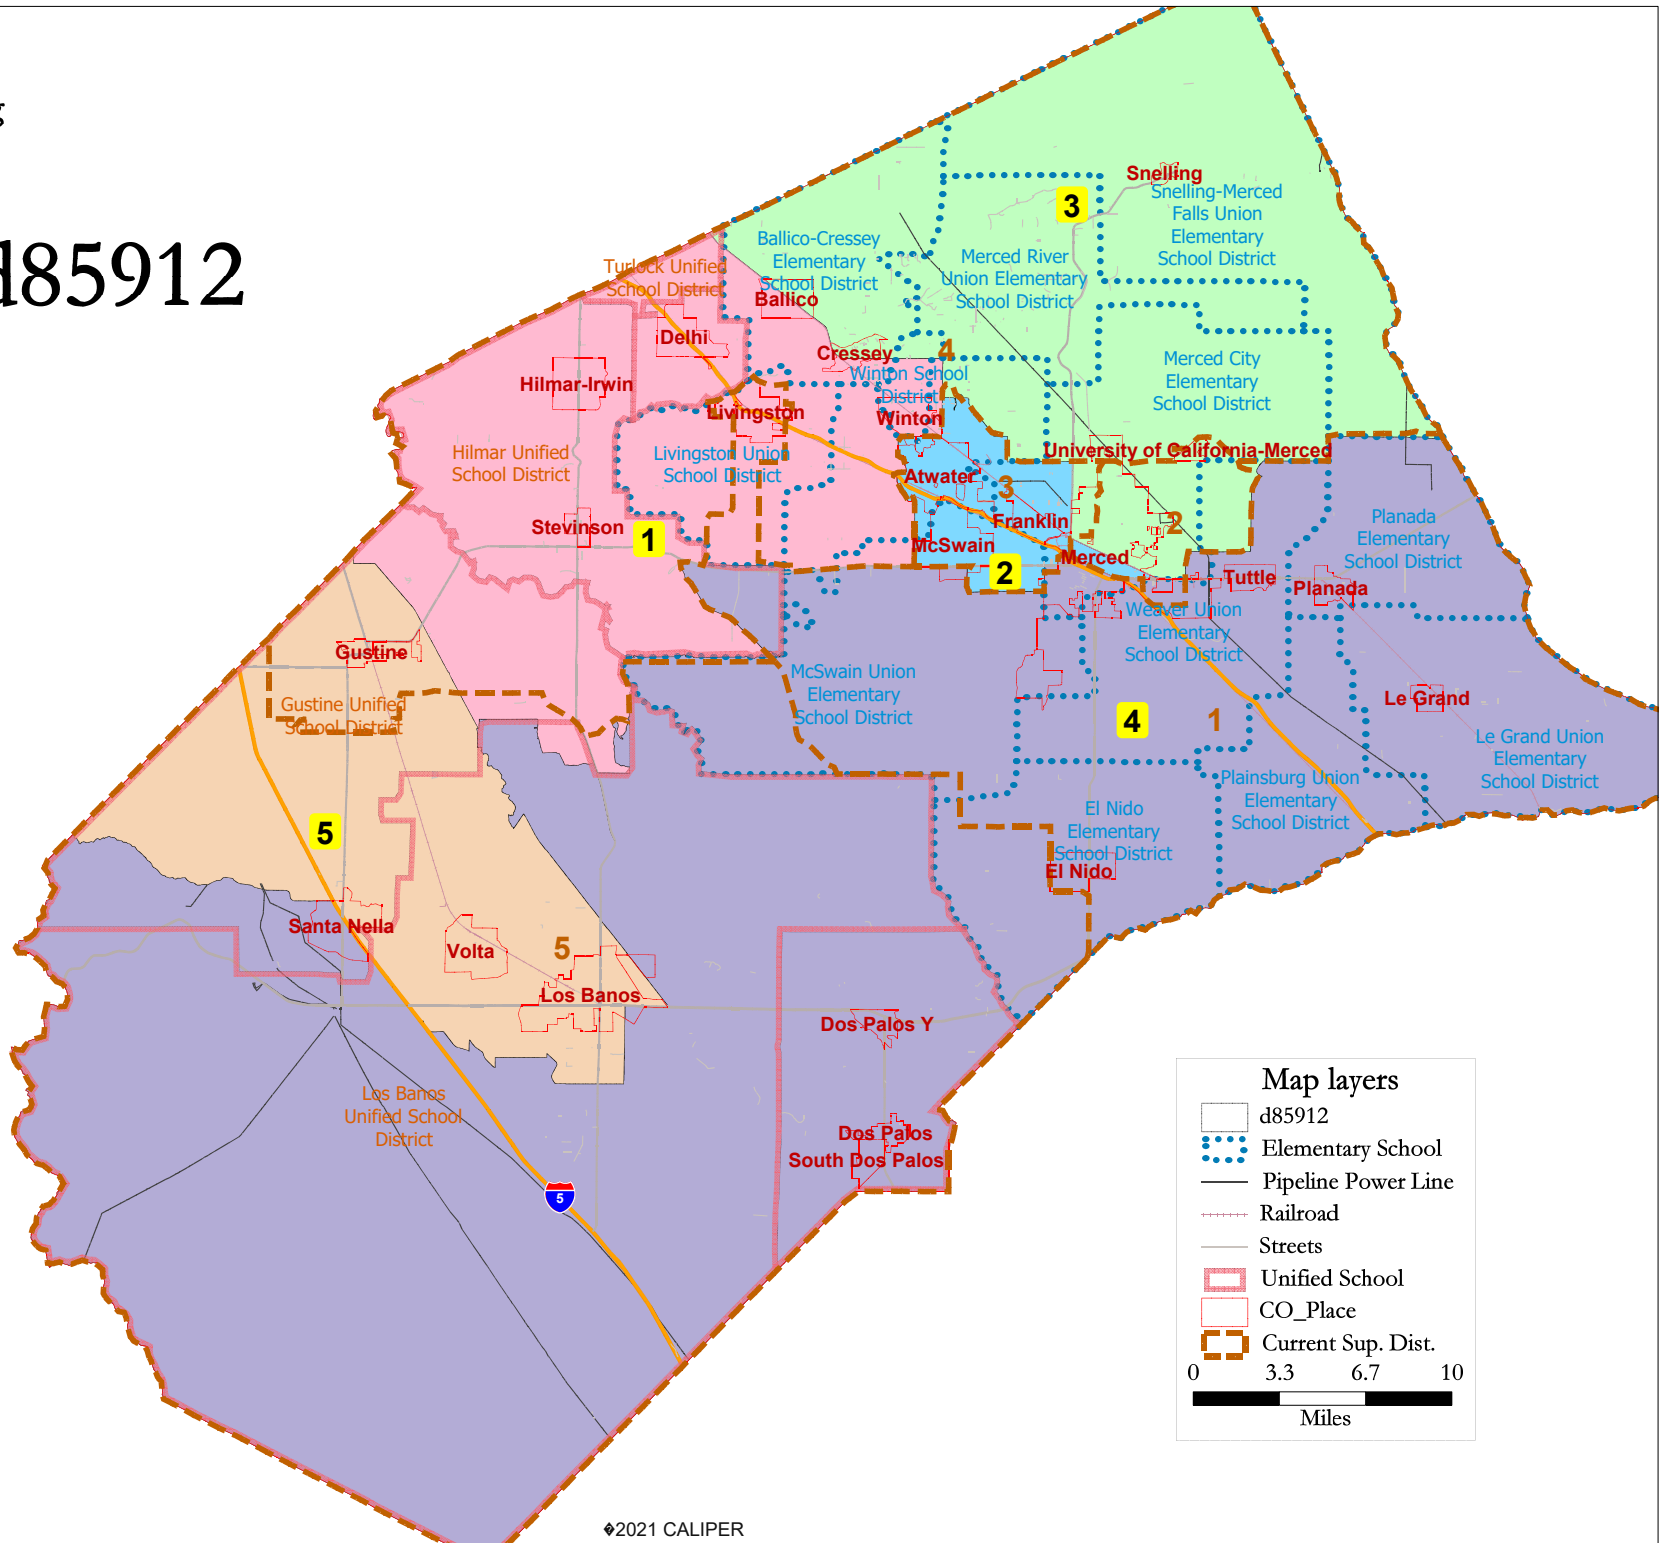 g
d85912
Snelling
3
Snelling-Merced
Falls Union
Elementary
School District
Ballico-Cressey
Elementary
School District
Merced River
Union Elementary
School District
Turlock Unified
School District
Ballico
Delhi
Cressey
4
Merced City
Elementary
School District
Winton School
District
Hilmar-Irwin
Livingston
Winton
Hilmar Unified
School District
Livingston Union
School District
University of California-Merced
Atwater
3
Planada
Elementary
School District
Stevinson
1
Franklin
2
McSwain
Merced
2
Tuttle
Planada
Weaver Union
Elementary
School District
Gustine
McSwain Union
Elementary
School District
Gustine Unified
School District
Le Grand
4
1
Le Grand Union
Elementary
School District
Plainsburg Union
Elementary
School District
El Nido
Elementary
School District
5
El Nido
Santa Nella
Volta
5
Los Banos
Dos Palos Y
Los Banos
Unified School
District
Dos Palos
South Dos Palos
5
Map layers
d85912
Elementary School
Pipeline Power Line
Railroad
Streets
Unified School
CO_Place
Current Sup. Dist.
0 3.3 6.7 10
Miles
�2021 CALIPER